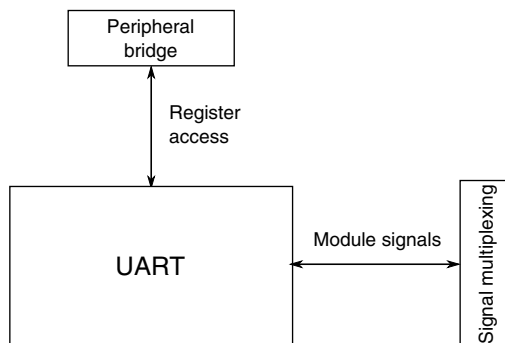 Peripheral
bridge
Register
access
UART
Module signals
Signal multiplexing